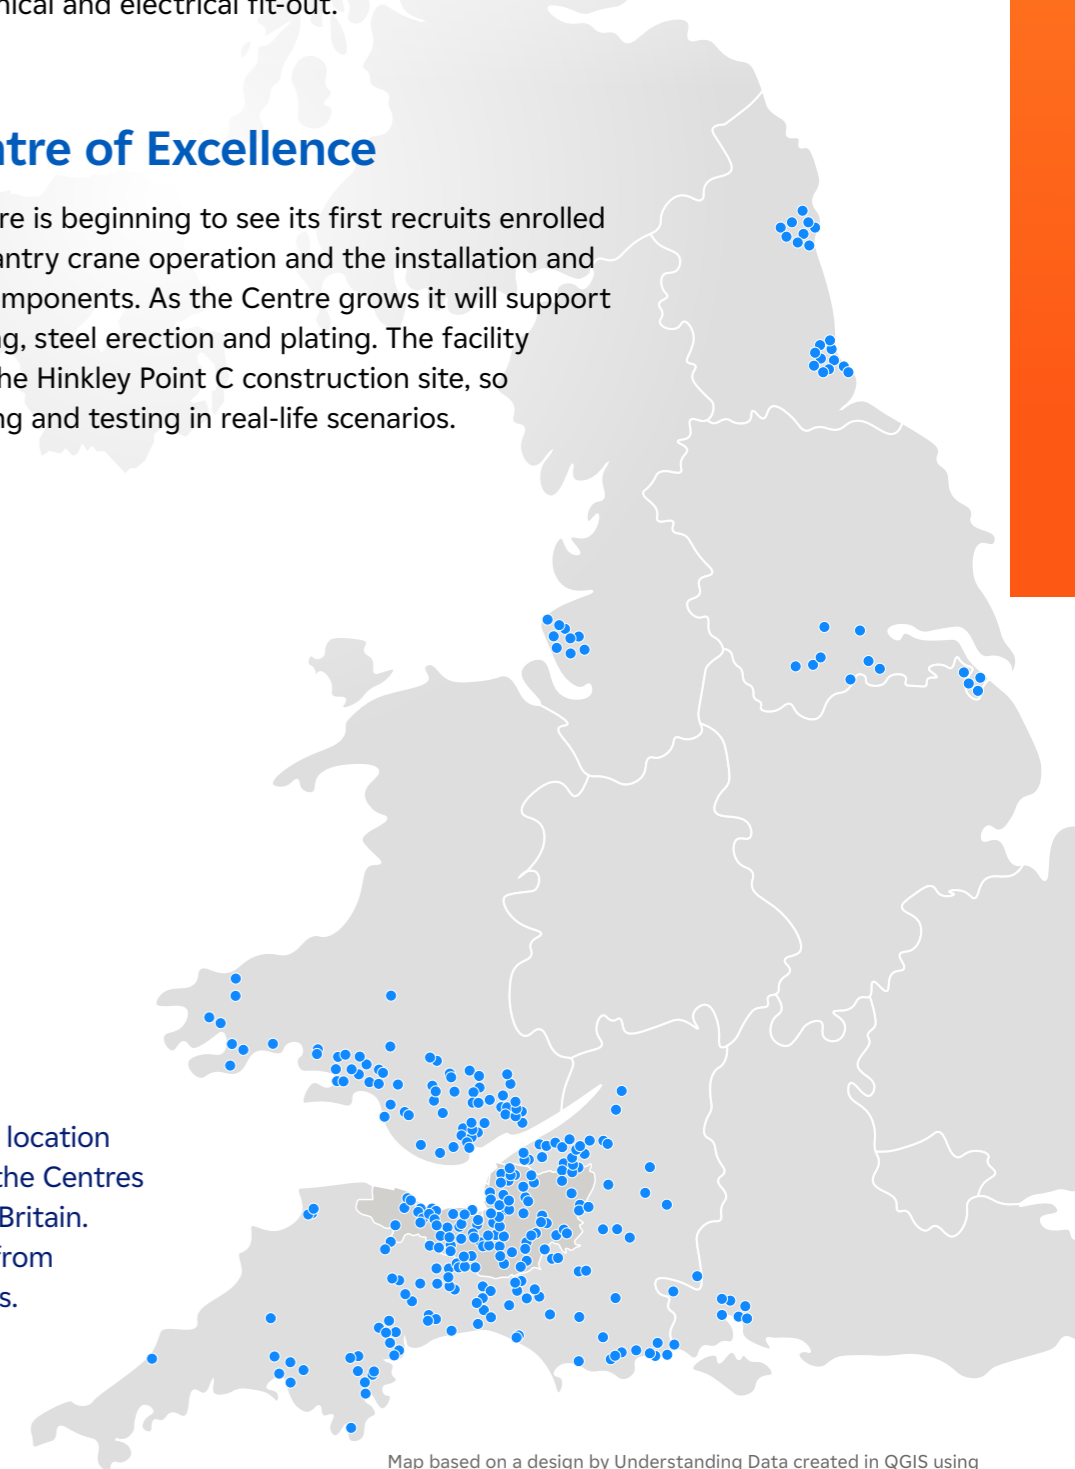 nical and electrical fit-out.
ntre of Excellence
re is beginning to see its first recruits enrolled
antry crane operation and the installation and
mponents. As the Centre grows it will support
g, steel erection and plating. The facility
he Hinkley Point C construction site, so
ng and testing in real-life scenarios.
location
the Centres
Britain.
from
s.
Map based on a design by Understanding Data created in QGIS using